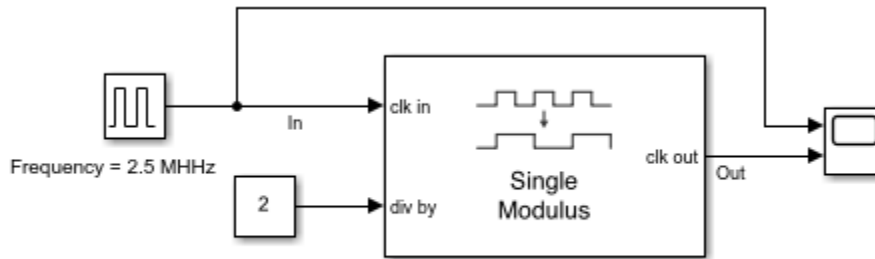 In
clk in
Frequency = 2.5 MHHz
2
div by
Single
Modulus
clk out
Out